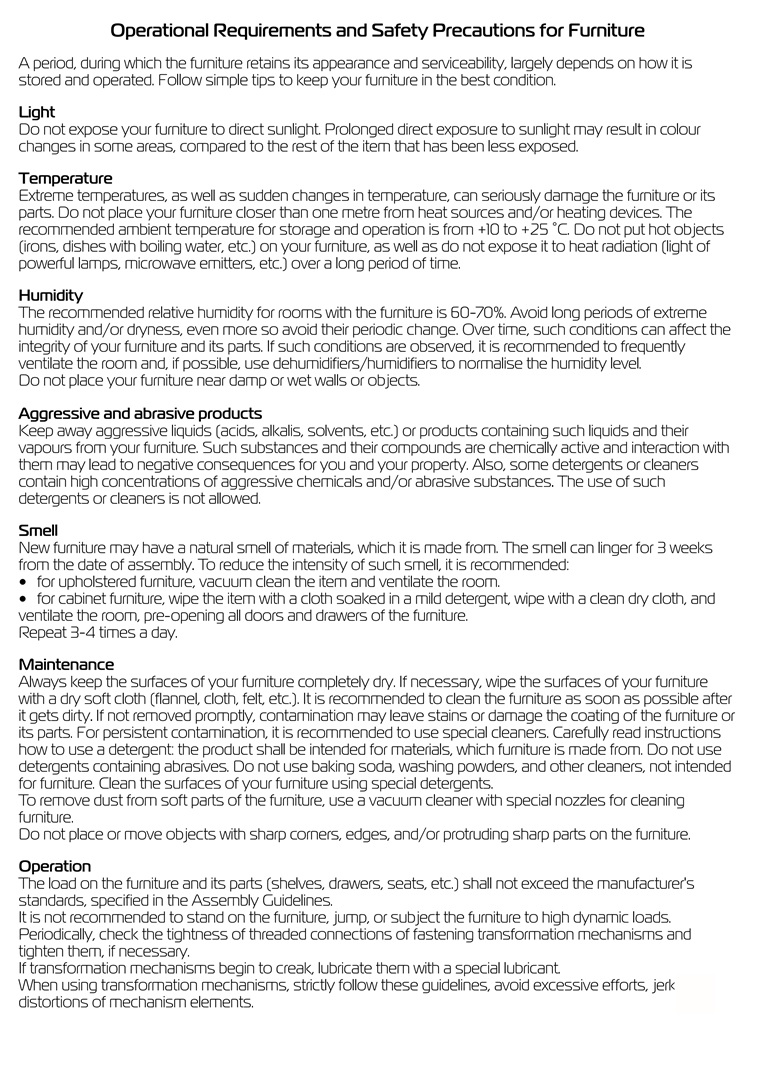 Operational Requirements and Safety Precautions for Furniture
A period, during which the furniture retains its appearance and serviceability, largely depends on how it is
stored and operated. Follow simple tips to keep your furniture in the best condition.
Light
Do not expose your furniture to direct sunlight. Prolonged direct exposure to sunlight may result in colour
changes in some areas, compared to the rest of the item that has been less exposed.
Temperature
Extreme temperatures, as well as sudden changes in temperature, can seriously damage the furniture or its
parts. Do not place your furniture closer than one metre from heat sources and/or heating devices. The
recommended ambient temperature for storage and operation is from +10 to +25 ˚C. Do not put hot objects
(irons, dishes with boiling water, etc.) on your furniture, as well as do not expose it to heat radiation (light of
powerful lamps, microwave emitters, etc.) over a long period of time.
Humidity
The recommended relative humidity for rooms with the furniture is 60-70%. Avoid long periods of extreme
humidity and/or dryness, even more so avoid their periodic change. Over time, such conditions can affect the
integrity of your furniture and its parts. If such conditions are observed, it is recommended to frequently
ventilate the room and, if possible, use dehumidifiers/humidifiers to normalise the humidity level.
Do not place your furniture near damp or wet walls or objects.
Aggressive and abrasive products
Keep away aggressive liquids (acids, alkalis, solvents, etc.) or products containing such liquids and their
vapours from your furniture. Such substances and their compounds are chemically active and interaction with
them may lead to negative consequences for you and your property. Also, some detergents or cleaners
contain high concentrations of aggressive chemicals and/or abrasive substances. The use of such
detergents or cleaners is not allowed.
Smell
New furniture may have a natural smell of materials, which it is made from. The smell can linger for 3 weeks
from the date of assembly. To reduce the intensity of such smell, it is recommended:
• for upholstered furniture, vacuum clean the item and ventilate the room.
• for cabinet furniture, wipe the item with a cloth soaked in a mild detergent, wipe with a clean dry cloth, and
ventilate the room, pre-opening all doors and drawers of the furniture.
Repeat 3-4 times a day.
Maintenance
Always keep the surfaces of your furniture completely dry. If necessary, wipe the surfaces of your furniture
with a dry soft cloth (flannel, cloth, felt, etc.). It is recommended to clean the furniture as soon as possible after
it gets dirty. If not removed promptly, contamination may leave stains or damage the coating of the furniture or
its parts. For persistent contamination, it is recommended to use special cleaners. Carefully read instructions
how to use a detergent: the product shall be intended for materials, which furniture is made from. Do not use
detergents containing abrasives. Do not use baking soda, washing powders, and other cleaners, not intended
for furniture. Clean the surfaces of your furniture using special detergents.
To remove dust from soft parts of the furniture, use a vacuum cleaner with special nozzles for cleaning
furniture.
Do not place or move objects with sharp corners, edges, and/or protruding sharp parts on the furniture.
Operation
The load on the furniture and its parts (shelves, drawers, seats, etc.) shall not exceed the manufacturer's
standards, specified in the Assembly Guidelines.
It is not recommended to stand on the furniture, jump, or subject the furniture to high dynamic loads.
Periodically, check the tightness of threaded connections of fastening transformation mechanisms and
tighten them, if necessary.
If transformation mechanisms begin to creak, lubricate them with a special lubricant.
When using transformation mechanisms, strictly follow these guidelines, avoid excessive efforts, jerk
distortions of mechanism elements.